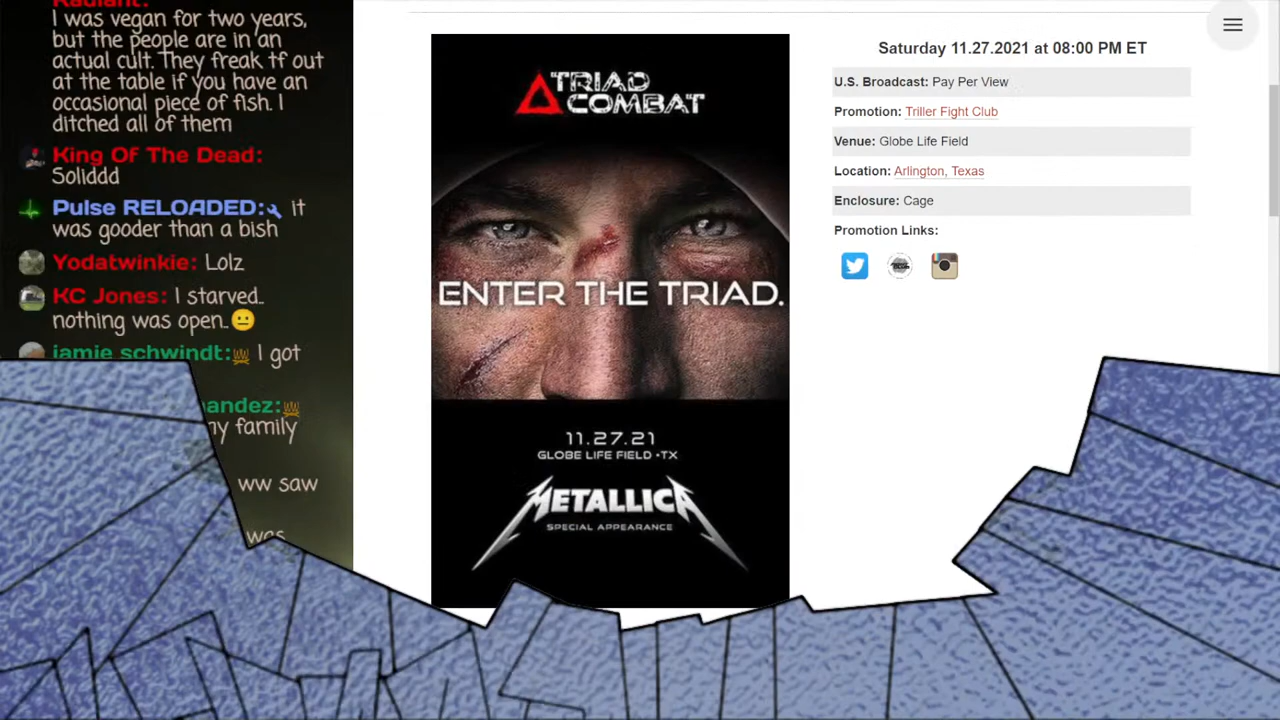 Radiant:
I was vegan for two years,
but the people are in an
actual cult. They freak tf out
at the table if you have an
occasional piece of fish. I
ditched all of them
King Of The Dead:
Soliddd
Pulse RELOADED: it
was gooder than a bish
Yodatwinkie: Lolz
KC Jones: I starved..
nothing was open..
jamie schwindt: I got
andez:
my family
ww saw
was
TRIAD
COMBAT
ENTER THE TRIAD.
11.27.21
GLOBE LIFE FIELD • TX
METALLICA
SPECIAL APPEARANCE
Saturday 11.27.2021 at 08:00 PM ET
U.S. Broadcast: Pay Per View
Promotion: Triller Fight Club
Venue: Globe Life Field
Location: Arlington, Texas
Enclosure: Cage
Promotion Links: